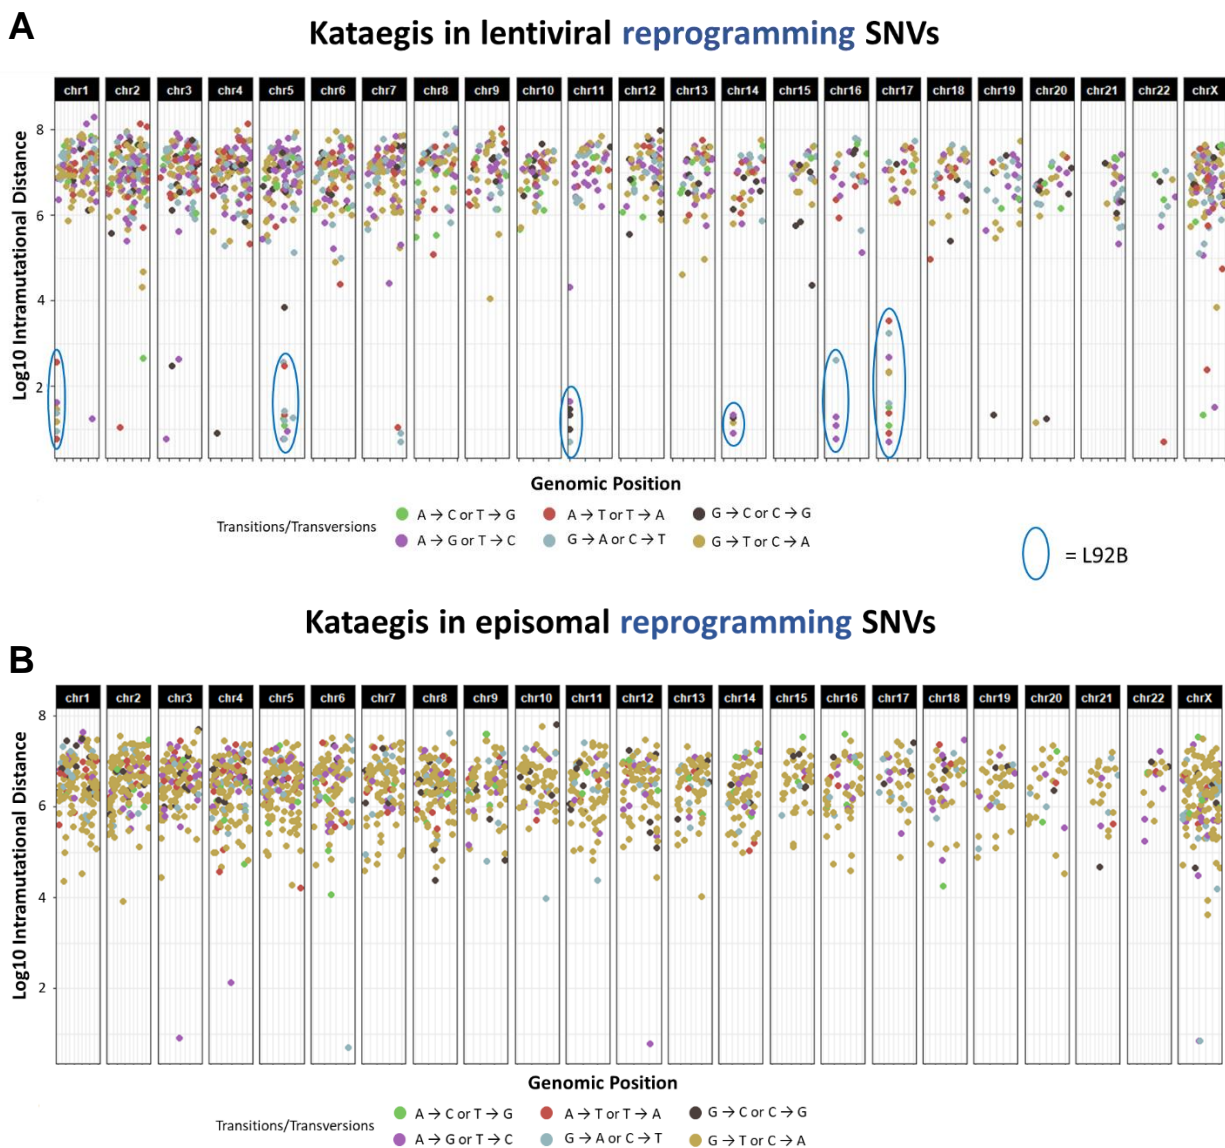 A
Kataegis in lentiviral reprogramming SNVs
chr1 chr2 chr3 chr4 chr5 chr6 chr7 chr8 chr9 chr10 chr11 chr12 chr13 chr14 chr15 chr16 chr17 chr18 chr19 chr20 chr21 chr22 chrX
Log10 Intramutational Distance
8
6
4
2
Genomic Position
Transitions/Transversions
A → C or T → G A → T or T → A G → C or C → G
A → G or T → C G → A or C → T G → T or C → A
= L92B
Kataegis in episomal reprogramming SNVs
B
chr1 chr2 chr3 chr4 chr5 chr6 chr7 chr8 chr9 chr10 chr11 chr12 chr13 chr14 chr15 chr16 chr17 chr18 chr19 chr20 chr21 chr22 chrX
Log10 Intramutational Distance
8
6
4
2
Genomic Position
Transitions/Transversions
A → C or T → G A → T or T → A G → C or C → G
A → G or T → C G → A or C → T G → T or C → A